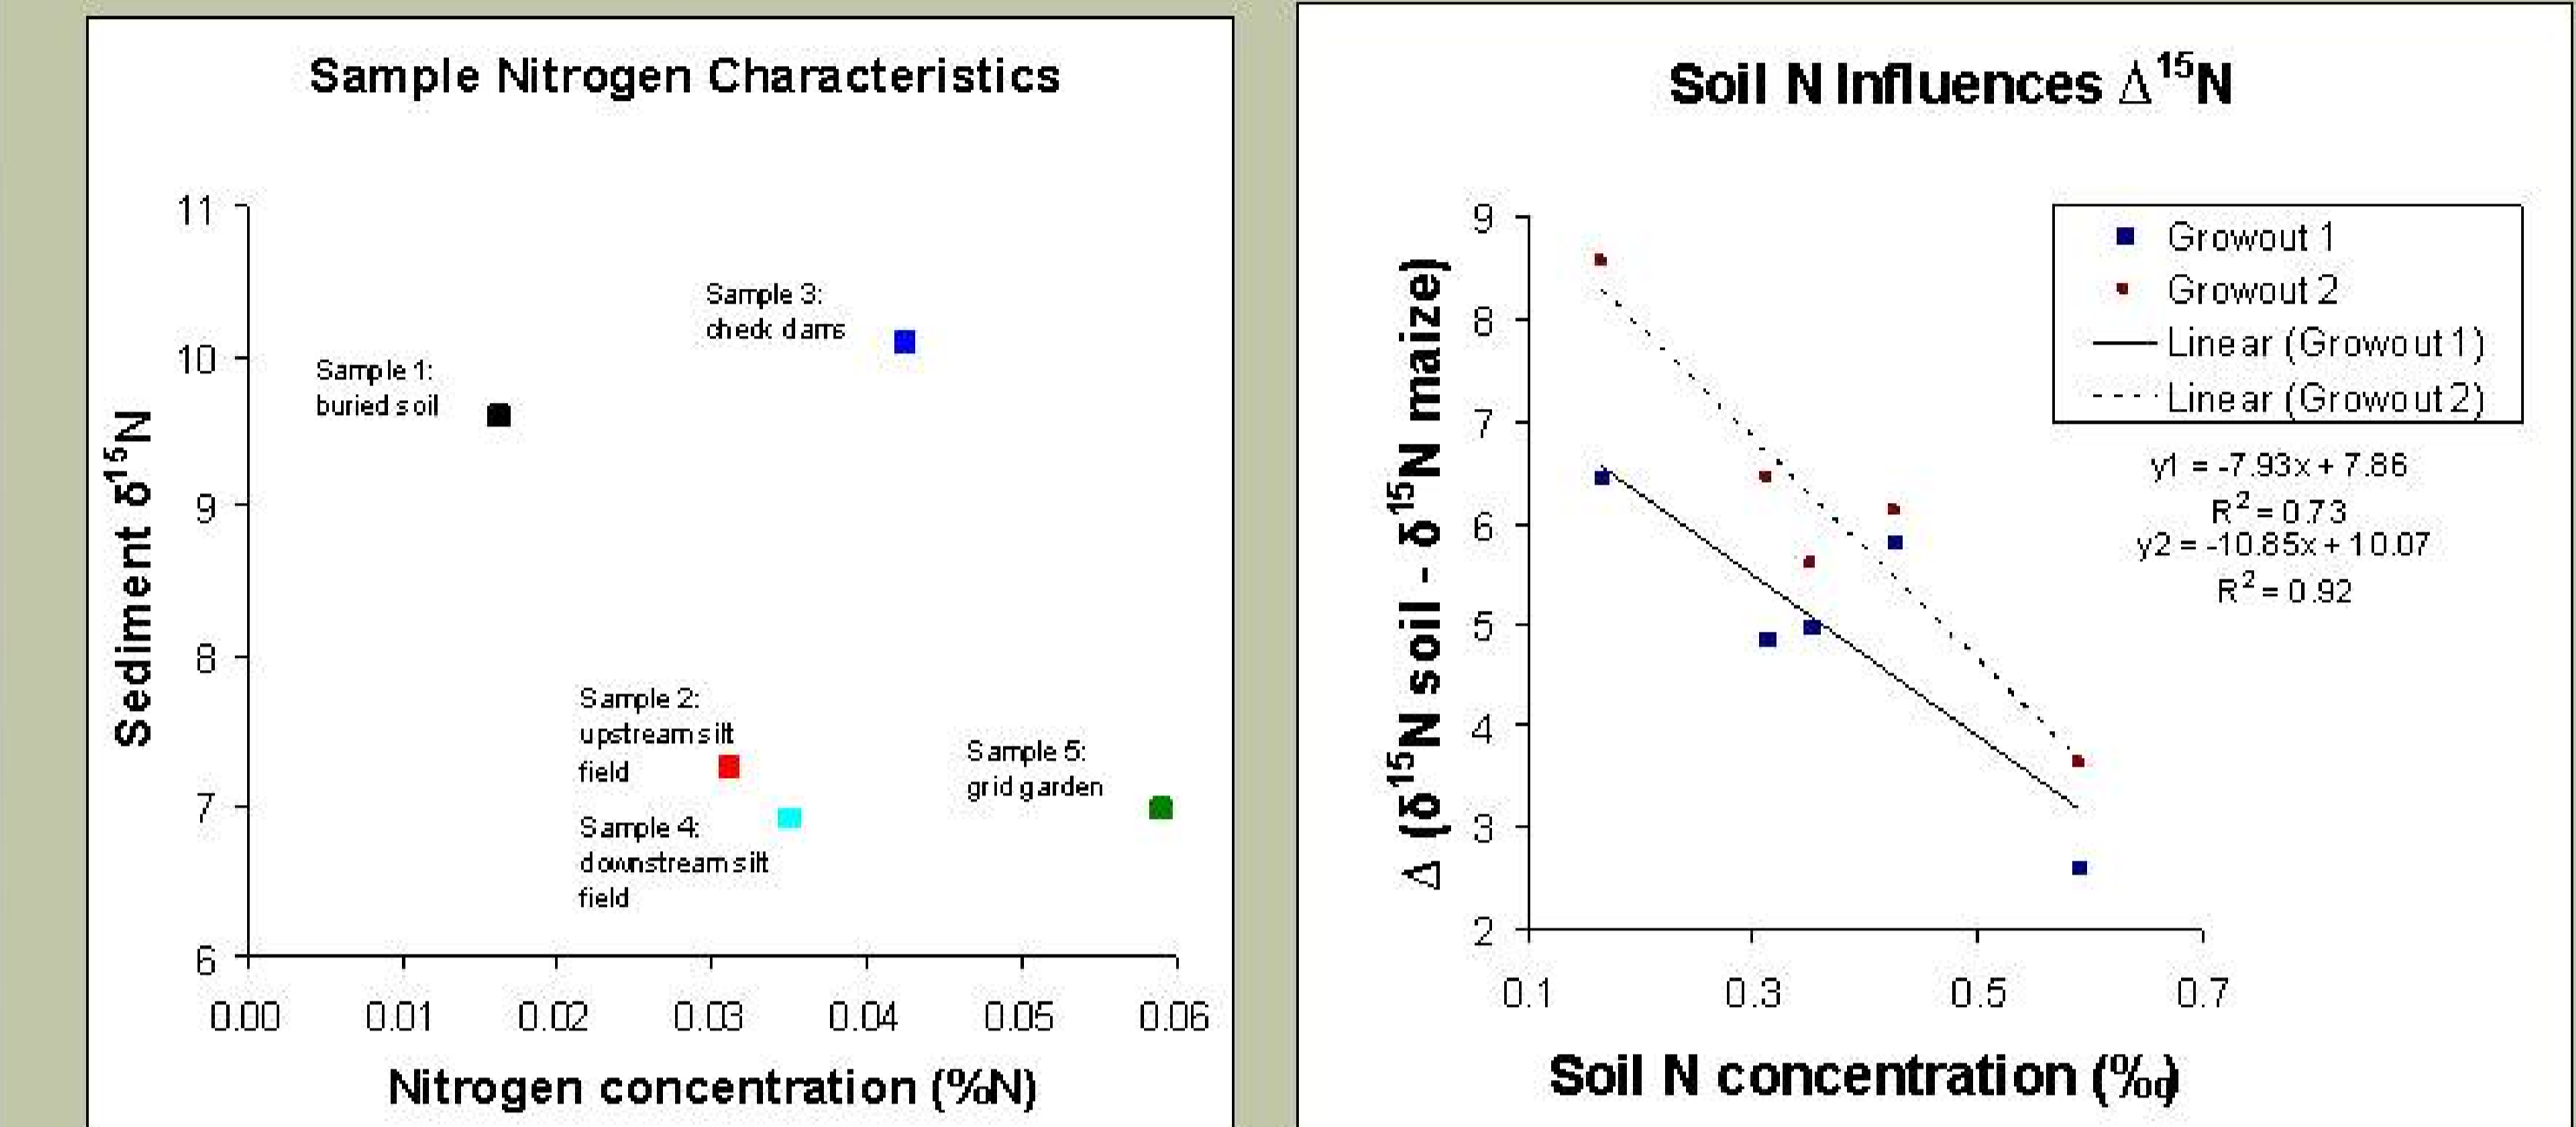 Sample Nitrogen Characteristics
Sediment δ¹⁵N
11
10
9
8
7
6
Sample 3:
check dams
Sample 1:
buried soil
Sample 2:
upstream silt
field
Sample 5:
grid garden
Sample 4:
downstream silt
field
0.00 0.01 0.02 0.03 0.04 0.05 0.06
Nitrogen concentration (%N)
Soil N Influences Δ¹⁵N
Δ (δ¹⁵N soil - δ¹⁵N maize)
9
8
7
6
5
4
3
2
Growout 1
Growout 2
Linear (Growout 1)
Linear (Growout 2)
y1 = -7.93x + 7.86
R² = 0.73
y2 = -10.85x + 10.07
R² = 0.92
0.1 0.3 0.5 0.7
Soil N concentration (‰)